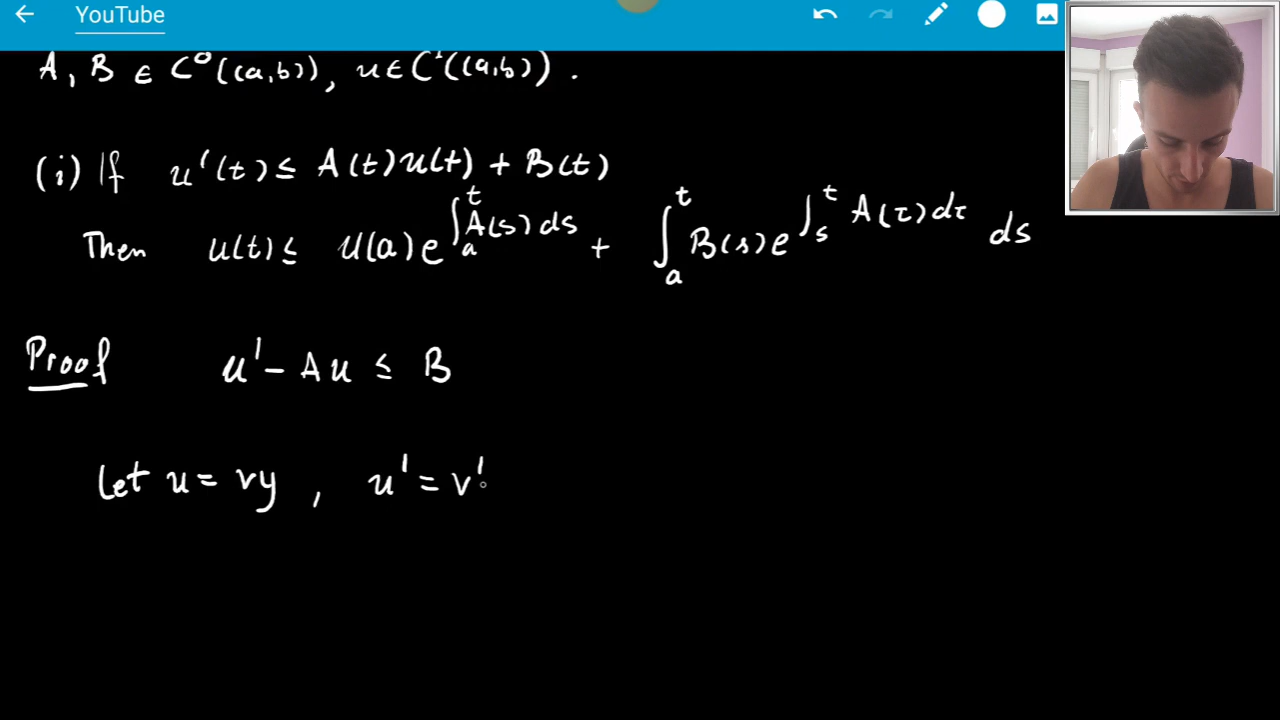 YouTube
A, B ∈ C⁰((a,b)), u ∈ C¹((a,b)).
(i) If u'(t) ≤ A(t)u(t) + B(t)
Then u(t) ≤ u(a)e^{∫_a^t A(s)ds} + ∫_a^t B(s)e^{∫_s^t A(τ)dτ} ds
Proof u' - Au ≤ B
Let u = vy, u' = v'